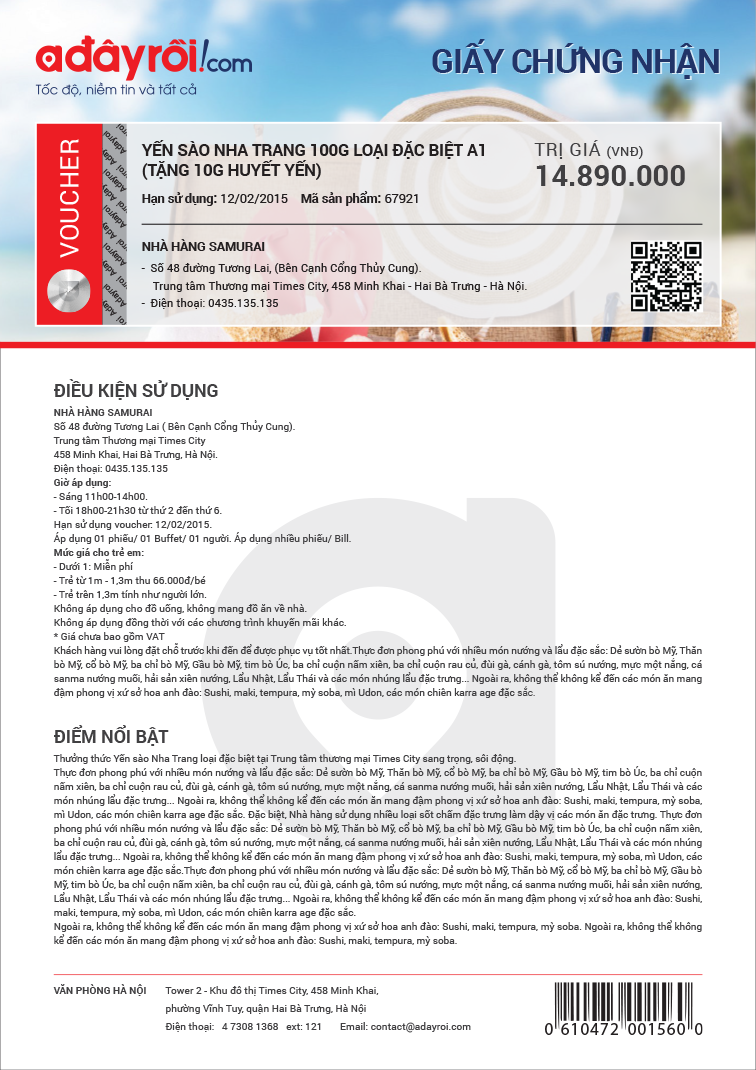 ađâyrồi!com
Tốc độ, niềm tin và tất cả
GIẤY CHỨNG NHẬN
VOUCHER
YẾN SÀO NHA TRANG 100G LOẠI ĐẶC BIỆT A1
(TẶNG 10G HUYẾT YẾN)
Hạn sử dụng: 12/02/2015 Mã sản phẩm: 67921
TRỊ GIÁ (VNĐ)
14.890.000
NHÀ HÀNG SAMURAI
- Số 48 đường Tương Lai, (Bên Cạnh Cổng Thủy Cung).
Trung tâm Thương mại Times City, 458 Minh Khai - Hai Bà Trưng - Hà Nội.
- Điện thoại: 0435.135.135
ĐIỀU KIỆN SỬ DỤNG
NHÀ HÀNG SAMURAI
Số 48 đường Tương Lai ( Bên Cạnh Cổng Thủy Cung).
Trung tâm Thương mại Times City
458 Minh Khai, Hai Bà Trưng, Hà Nội.
Điện thoại: 0435.135.135
Giờ áp dụng:
- Sáng 11h00-14h00.
- Tối 18h00-21h30 từ thứ 2 đến thứ 6.
Hạn sử dụng voucher: 12/02/2015.
Áp dụng 01 phiếu/ 01 Buffet/ 01 người. Áp dụng nhiều phiếu/ Bill.
Mức giá cho trẻ em:
- Dưới 1: Miễn phí
- Trẻ từ 1m - 1,3m thu 66.000đ/bé
- Trẻ trên 1,3m tính như người lớn.
Không áp dụng cho đồ uống, không mang đồ ăn về nhà.
Không áp dụng đồng thời với các chương trình khuyến mãi khác.
* Giá chưa bao gồm VAT
Khách hàng vui lòng đặt chỗ trước khi đến để được phục vụ tốt nhất.Thực đơn phong phú với nhiều món nướng và lẩu đặc sắc: Dẻ sườn bò Mỹ, Thăn
bò Mỹ, cổ bò Mỹ, ba chỉ bò Mỹ, Gầu bò Mỹ, tim bò Úc, ba chỉ cuộn nấm xiên, ba chỉ cuộn rau củ, đùi gà, cánh gà, tôm sú nướng, mực một nắng, cá
sanma nướng muối, hải sản xiên nướng, Lẩu Nhật, Lẩu Thái và các món nhúng lẩu đặc trưng... Ngoài ra, không thể không kể đến các món ăn mang
đậm phong vị xứ sở hoa anh đào: Sushi, maki, tempura, mỳ soba, mì Udon, các món chiên karra age đặc sắc.
ĐIỂM NỔI BẬT
Thưởng thức Yến sào Nha Trang loại đặc biệt tại Trung tâm thương mại Times City sang trọng, sôi động.
Thực đơn phong phú với nhiều món nướng và lẩu đặc sắc: Dẻ sườn bò Mỹ, Thăn bò Mỹ, cổ bò Mỹ, ba chỉ bò Mỹ, Gầu bò Mỹ, tim bò Úc, ba chỉ cuộn
nấm xiên, ba chỉ cuộn rau củ, đùi gà, cánh gà, tôm sú nướng, mực một nắng, cá sanma nướng muối, hải sản xiên nướng, Lẩu Nhật, Lẩu Thái và các
món nhúng lẩu đặc trưng... Ngoài ra, không thể không kể đến các món ăn mang đậm phong vị xứ sở hoa anh đào: Sushi, maki, tempura, mỳ soba,
mì Udon, các món chiên karra age đặc sắc. Đặc biệt, Nhà hàng sử dụng nhiều loại sốt chấm đặc trưng làm dậy vị các món ăn đặc trưng. Thực đơn
phong phú với nhiều món nướng và lẩu đặc sắc: Dẻ sườn bò Mỹ, Thăn bò Mỹ, cổ bò Mỹ, ba chỉ bò Mỹ, Gầu bò Mỹ, tim bò Úc, ba chỉ cuộn nấm xiên,
ba chỉ cuộn rau củ, đùi gà, cánh gà, tôm sú nướng, mực một nắng, cá sanma nướng muối, hải sản xiên nướng, Lẩu Nhật, Lẩu Thái và các món nhúng
lẩu đặc trưng... Ngoài ra, không thể không kể đến các món ăn mang đậm phong vị xứ sở hoa anh đào: Sushi, maki, tempura, mỳ soba, mì Udon, các
món chiên karra age đặc sắc.Thực đơn phong phú với nhiều món nướng và lẩu đặc sắc: Dẻ sườn bò Mỹ, Thăn bò Mỹ, cổ bò Mỹ, ba chỉ bò Mỹ, Gầu bò
Mỹ, tim bò Úc, ba chỉ cuộn nấm xiên, ba chỉ cuộn rau củ, đùi gà, cánh gà, tôm sú nướng, mực một nắng, cá sanma nướng muối, hải sản xiên nướng,
Lẩu Nhật, Lẩu Thái và các món nhúng lẩu đặc trưng... Ngoài ra, không thể không kể đến các món ăn mang đậm phong vị xứ sở hoa anh đào: Sushi,
maki, tempura, mỳ soba, mì Udon, các món chiên karra age đặc sắc.
Ngoài ra, không thể không kể đến các món ăn mang đậm phong vị xứ sở hoa anh đào: Sushi, maki, tempura, mỳ soba. Ngoài ra, không thể không
kể đến các món ăn mang đậm phong vị xứ sở hoa anh đào: Sushi, maki, tempura, mỳ soba.
VĂN PHÒNG HÀ NỘI Tower 2 - Khu đô thị Times City, 458 Minh Khai,
phường Vĩnh Tuy, quận Hai Bà Trưng, Hà Nội
Điện thoại: 4 7308 1368 ext: 121 Email: contact@adayroi.com
0 610472 001560 0